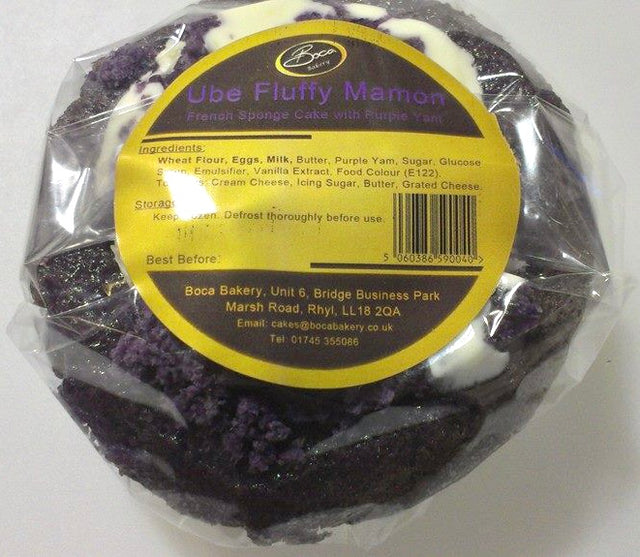 Boca
BAKERY
Ube Fluffy Mamon
French Sponge Cake with Purple Yam
Ingredients:
Wheat Flour, Eggs, Milk, Butter, Purple Yam, Sugar, Glucose
Emulsifier, Vanilla Extract, Food Colour (E122).
Cream Cheese, Icing Sugar, Butter, Grated Cheese.
Keep Defrost thoroughly before use.
5 060386 590040 >
Best Before:
Boca Bakery, Unit 6, Bridge Business Park
Marsh Road, Rhyl, LL18 2QA
Email: cakes@bocabakery.co.uk
Tel: 01745 355086